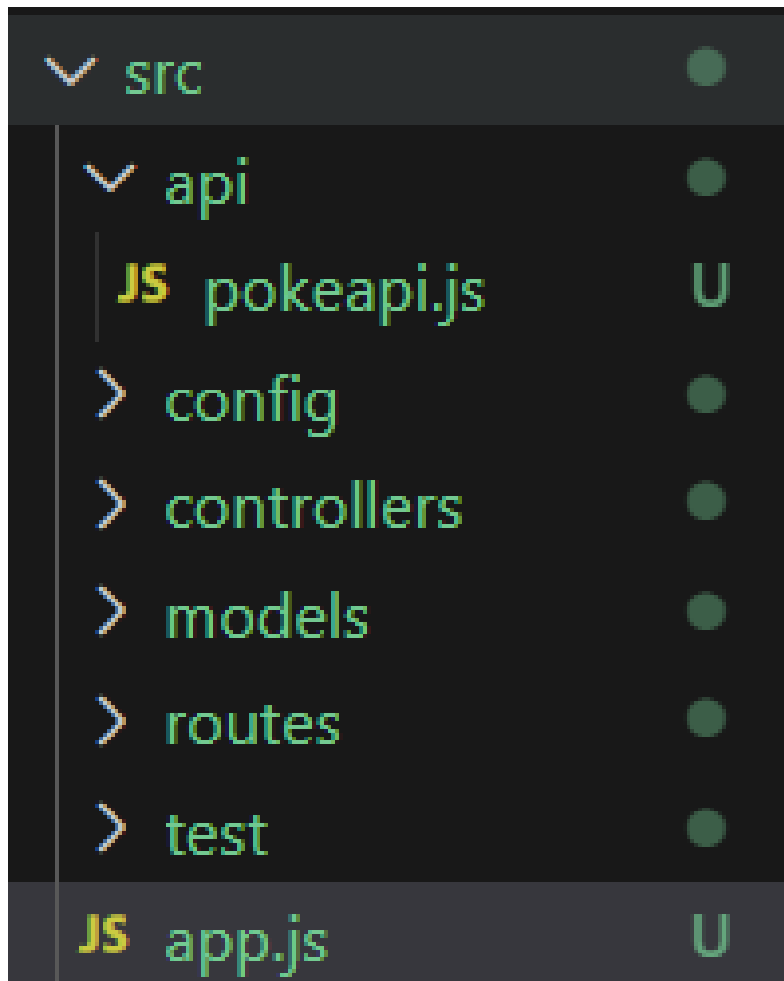 src
api
JS pokeapi.js U
config
controllers
models
routes
test
JS app.js U